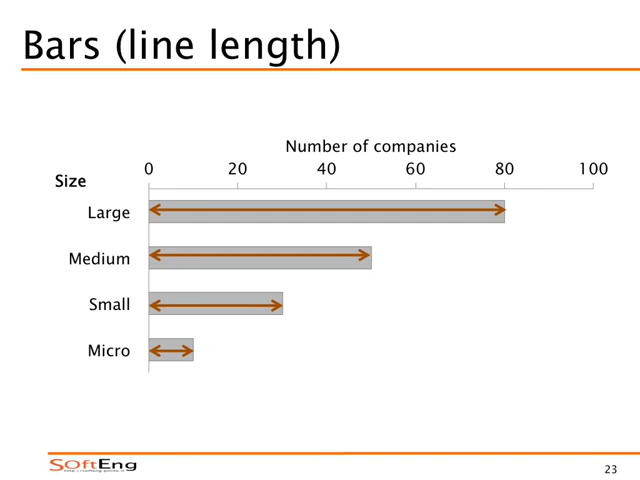 Bars (line length)
Number of companies
0 20 40 60 80 100
Size
Large
Medium
Small
Micro
SOftEng
23